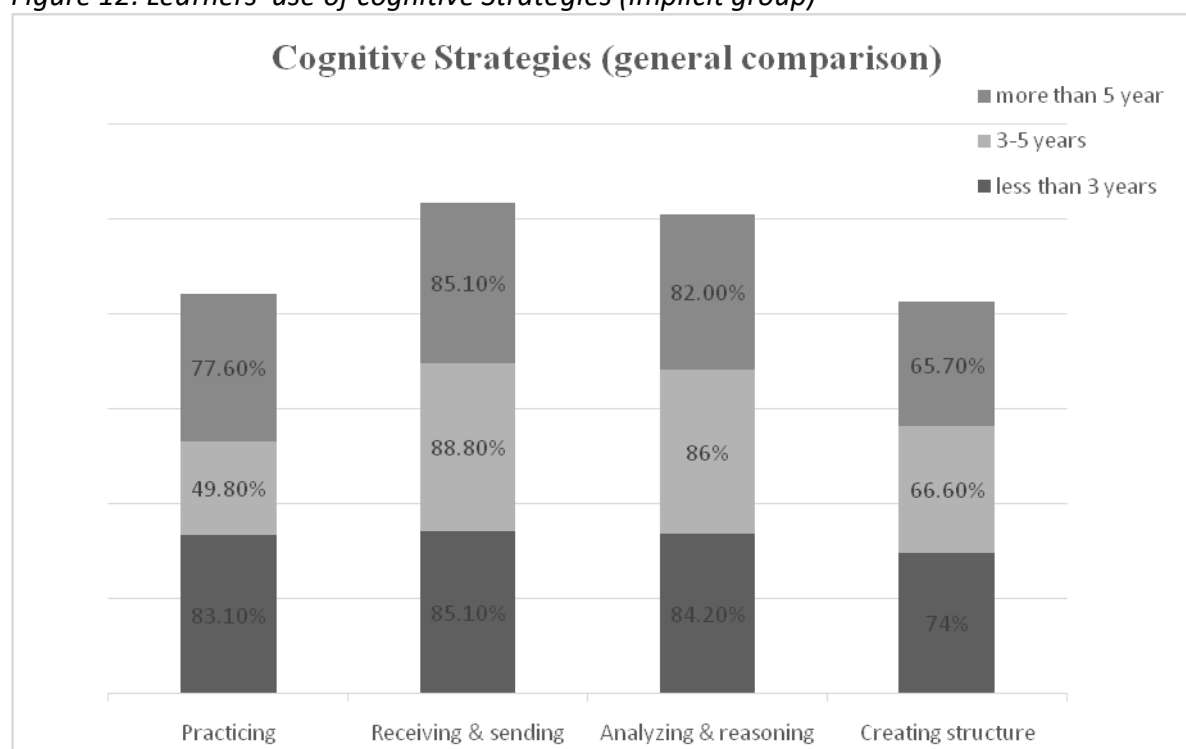 Figure 12. Learners' use of cognitive Strategies (implicit group)
Cognitive Strategies (general comparison)
more than 5 year
3-5 years
less than 3 years
85.10%
82.00%
77.60%
65.70%
88.80%
86%
49.80%
66.60%
83.10%
85.10%
84.20%
74%
Practicing
Receiving & sending
Analyzing & reasoning
Creating structure